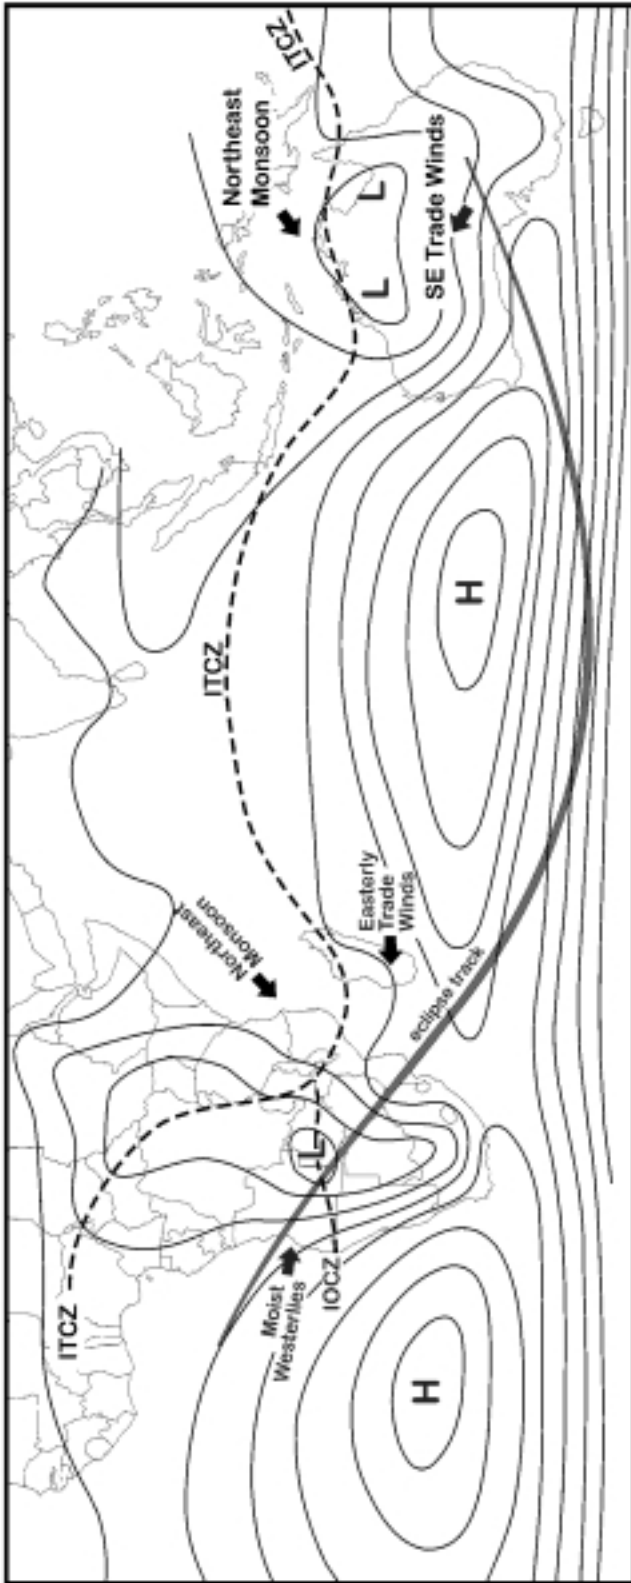 ITCZ
Northeast
Monsoon
L
L
SE Trade Winds
H
ITCZ
Northeast
Monsoon
Easterly
Trade
Winds
eclipse track
L
ITCZ
IOCZ
Moist
Westerlies
H